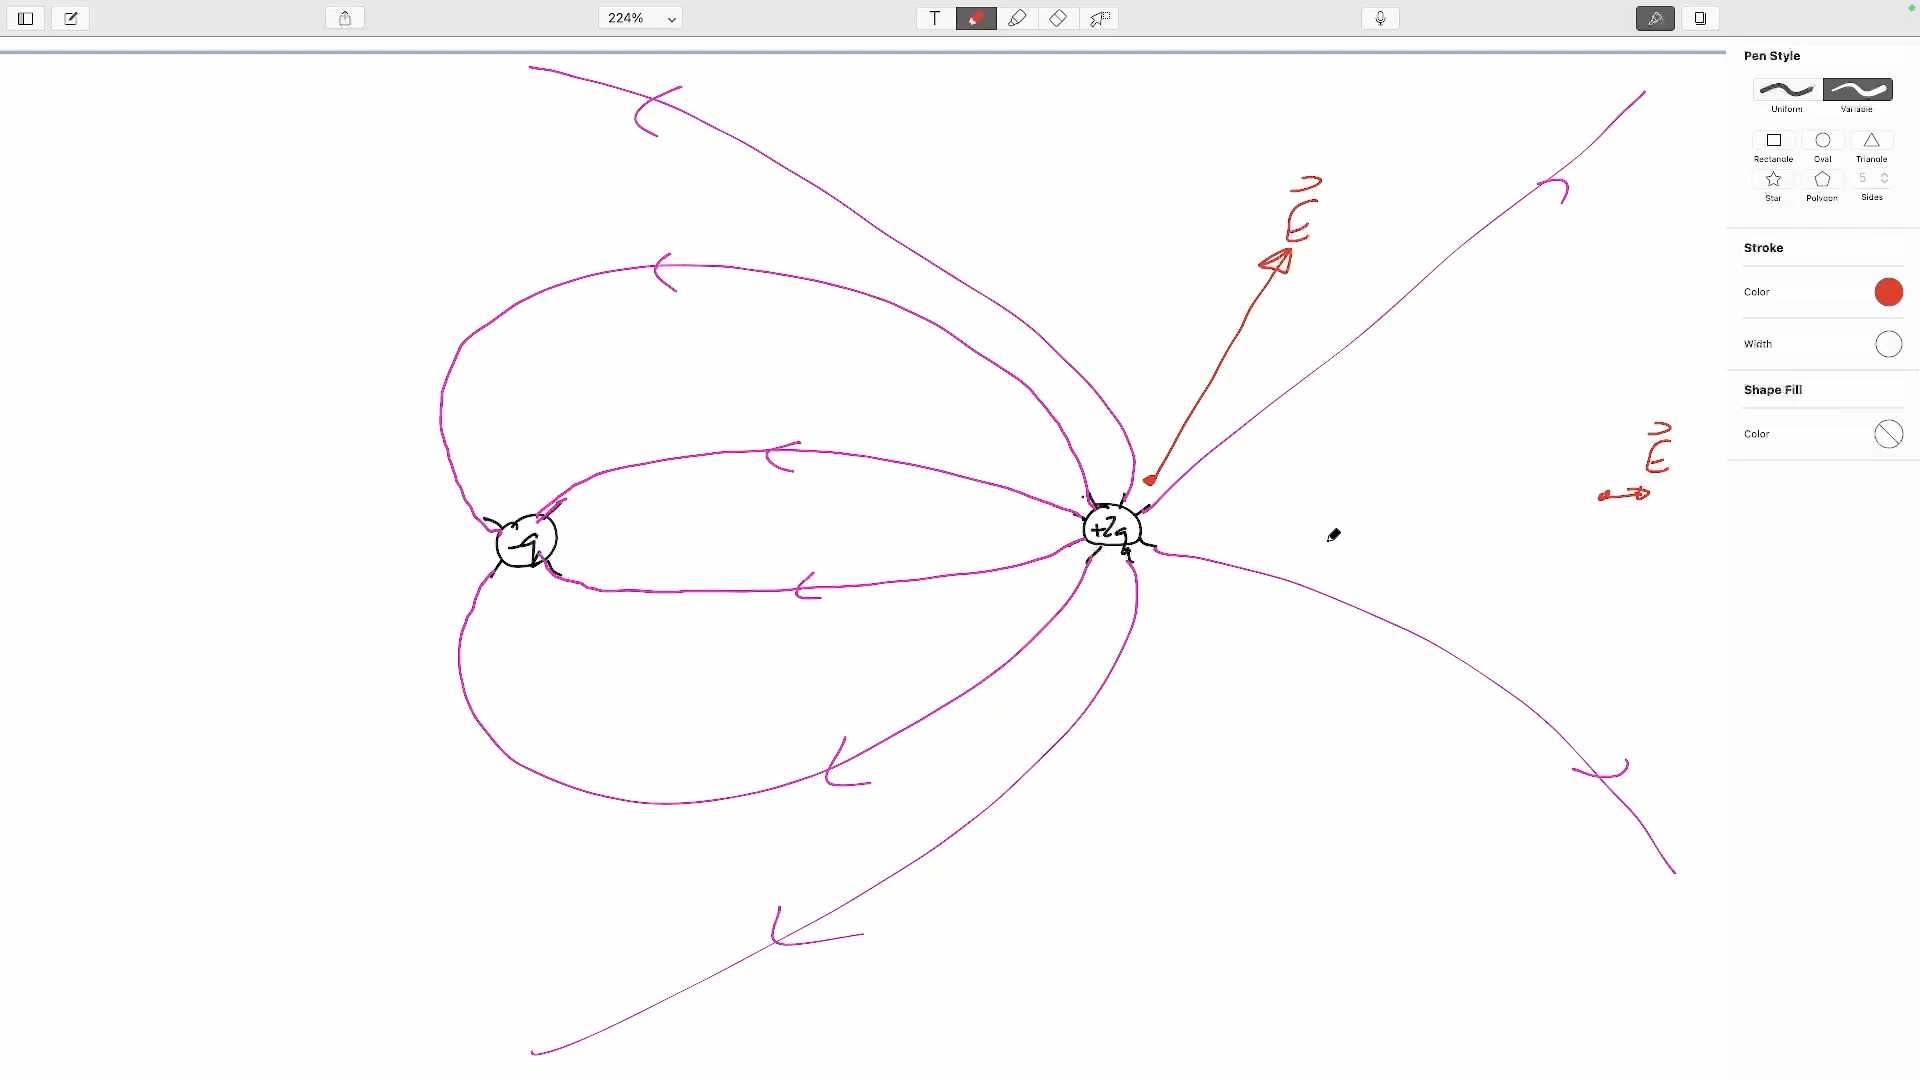 224%
T
Pen Style
Uniform Variable
Rectangle Oval Triangle
5
Star Polygon Sides
Stroke
Color
Width
Shape Fill
Color
E
E
-q
+2q